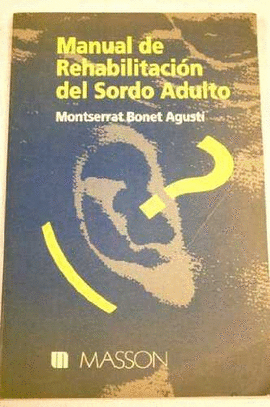 Manual de
Rehabilitación
del Sordo Adulto
Montserrat Bonet Agustí
?
m MASSON